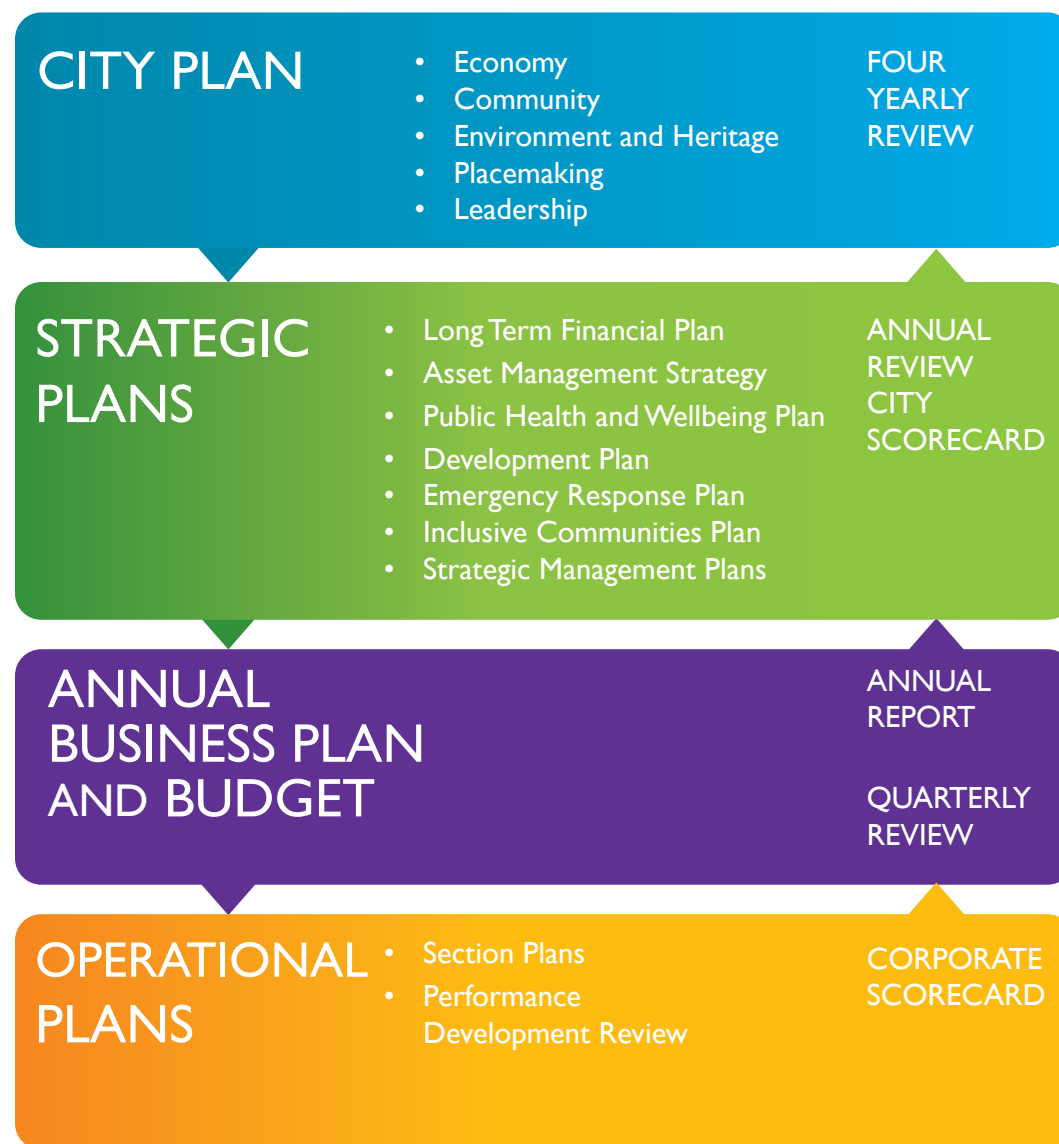 CITY PLAN
• Economy
• Community
• Environment and Heritage
• Placemaking
• Leadership
FOUR
YEARLY
REVIEW
STRATEGIC
PLANS
• Long Term Financial Plan
• Asset Management Strategy
• Public Health and Wellbeing Plan
• Development Plan
• Emergency Response Plan
• Inclusive Communities Plan
• Strategic Management Plans
ANNUAL
REVIEW
CITY
SCORECARD
ANNUAL
BUSINESS PLAN
AND BUDGET
ANNUAL
REPORT
QUARTERLY
REVIEW
OPERATIONAL
PLANS
• Section Plans
• Performance
Development Review
CORPORATE
SCORECARD